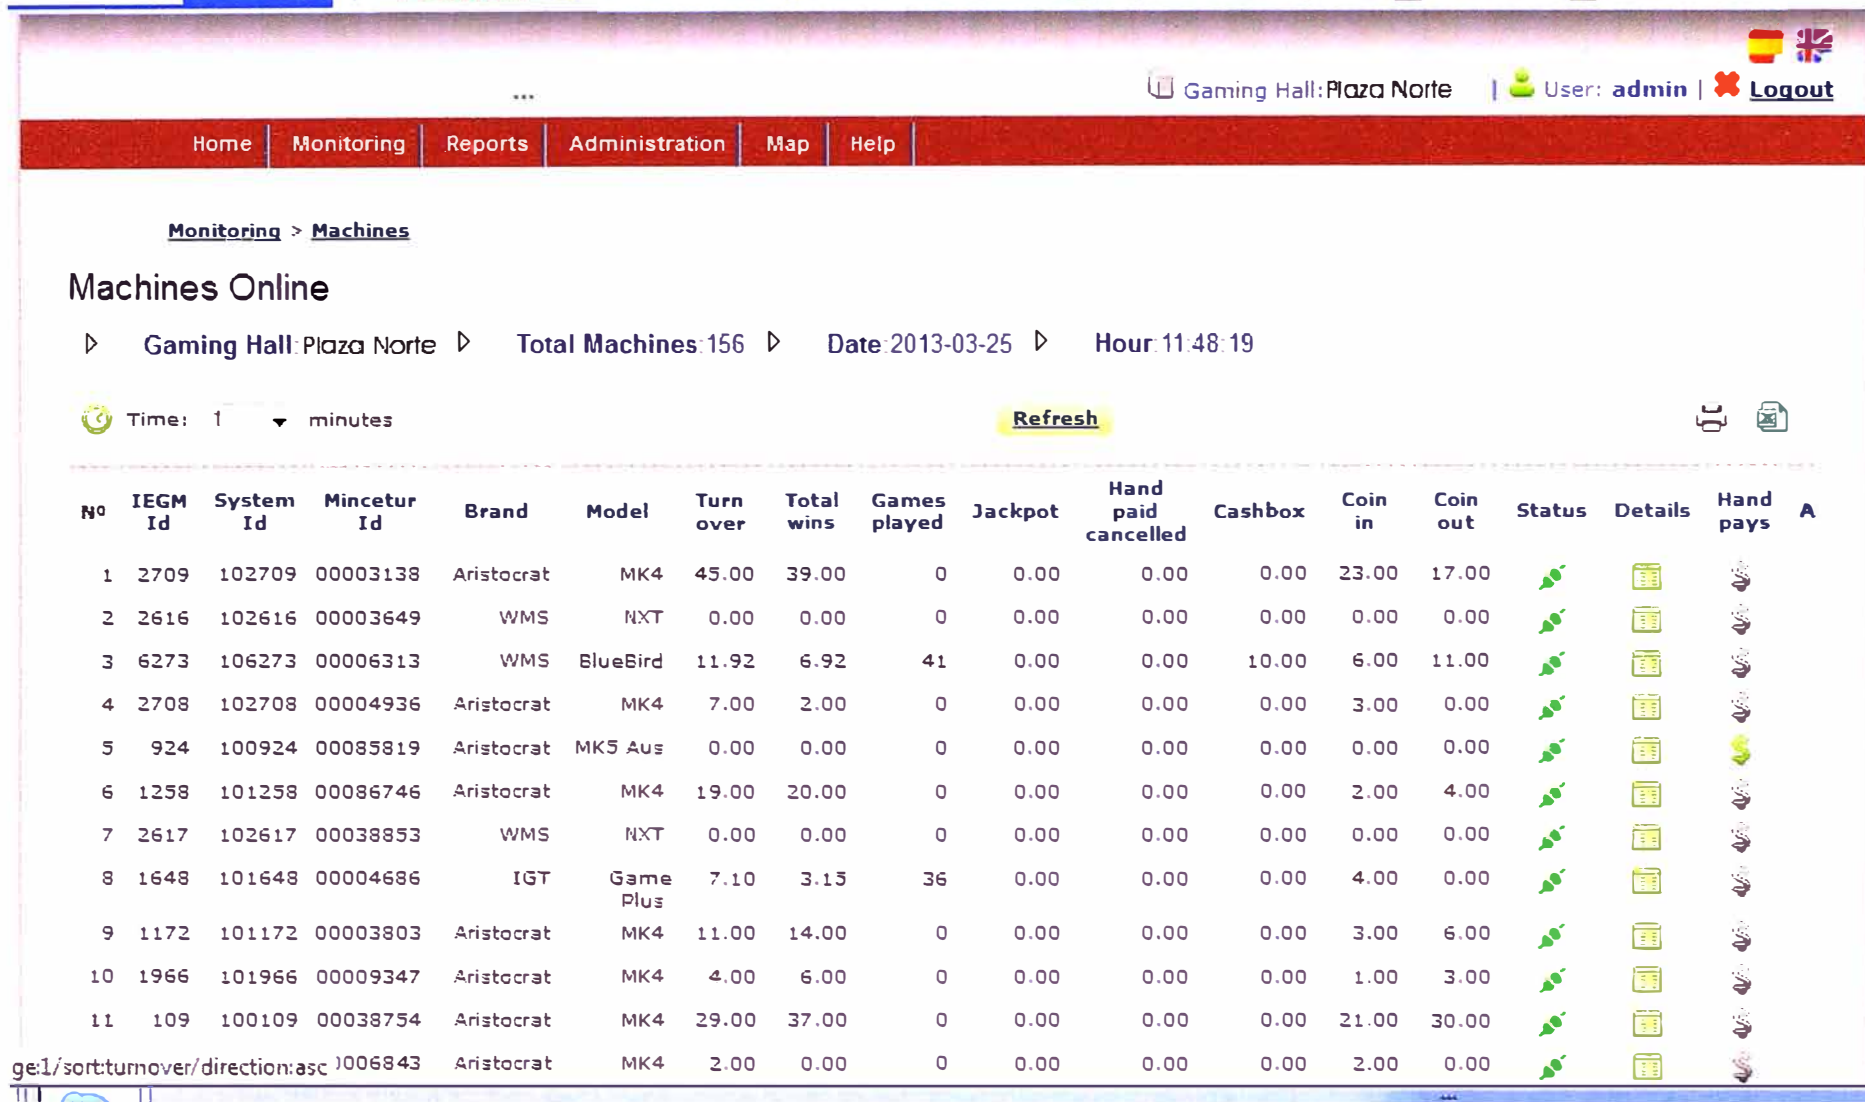 ...
Gaming Hall: Plaza Norte | User: admin | Logout
Home Monitoring Reports Administration Map Help
Monitoring > Machines
Machines Online
Gaming Hall: Plaza Norte Total Machines: 156 Date: 2013-03-25 Hour: 11:48:19
Time: 1 minutes Refresh
Nº IEGM Id System Id Mincetur Id Brand Model Turn over Total wins Games played Jackpot Hand paid cancelled Cashbox Coin in Coin out Status Details Hand pays A
1 2709 102709 00003138 Aristocrat MK4 45.00 39.00 0 0.00 0.00 0.00 23.00 17.00
2 2616 102616 00003649 WMS NXT 0.00 0.00 0 0.00 0.00 0.00 0.00 0.00
3 6273 106273 00006313 WMS BlueBird 11.92 6.92 41 0.00 0.00 10.00 6.00 11.00
4 2708 102708 00004936 Aristocrat MK4 7.00 2.00 0 0.00 0.00 0.00 3.00 0.00
5 924 100924 00085819 Aristocrat MK5 Aus 0.00 0.00 0 0.00 0.00 0.00 0.00 0.00
6 1258 101258 00086746 Aristocrat MK4 19.00 20.00 0 0.00 0.00 0.00 2.00 4.00
7 2617 102617 00038853 WMS NXT 0.00 0.00 0 0.00 0.00 0.00 0.00 0.00
8 1648 101648 00004686 IGT Game Plus 7.10 3.15 36 0.00 0.00 0.00 4.00 0.00
9 1172 101172 00003803 Aristocrat MK4 11.00 14.00 0 0.00 0.00 0.00 3.00 6.00
10 1966 101966 00009347 Aristocrat MK4 4.00 6.00 0 0.00 0.00 0.00 1.00 3.00
11 109 100109 00038754 Aristocrat MK4 29.00 37.00 0 0.00 0.00 0.00 21.00 30.00
ge:1/sort:turnover/direction:asc 0006843 Aristocrat MK4 2.00 0.00 0 0.00 0.00 0.00 2.00 0.00